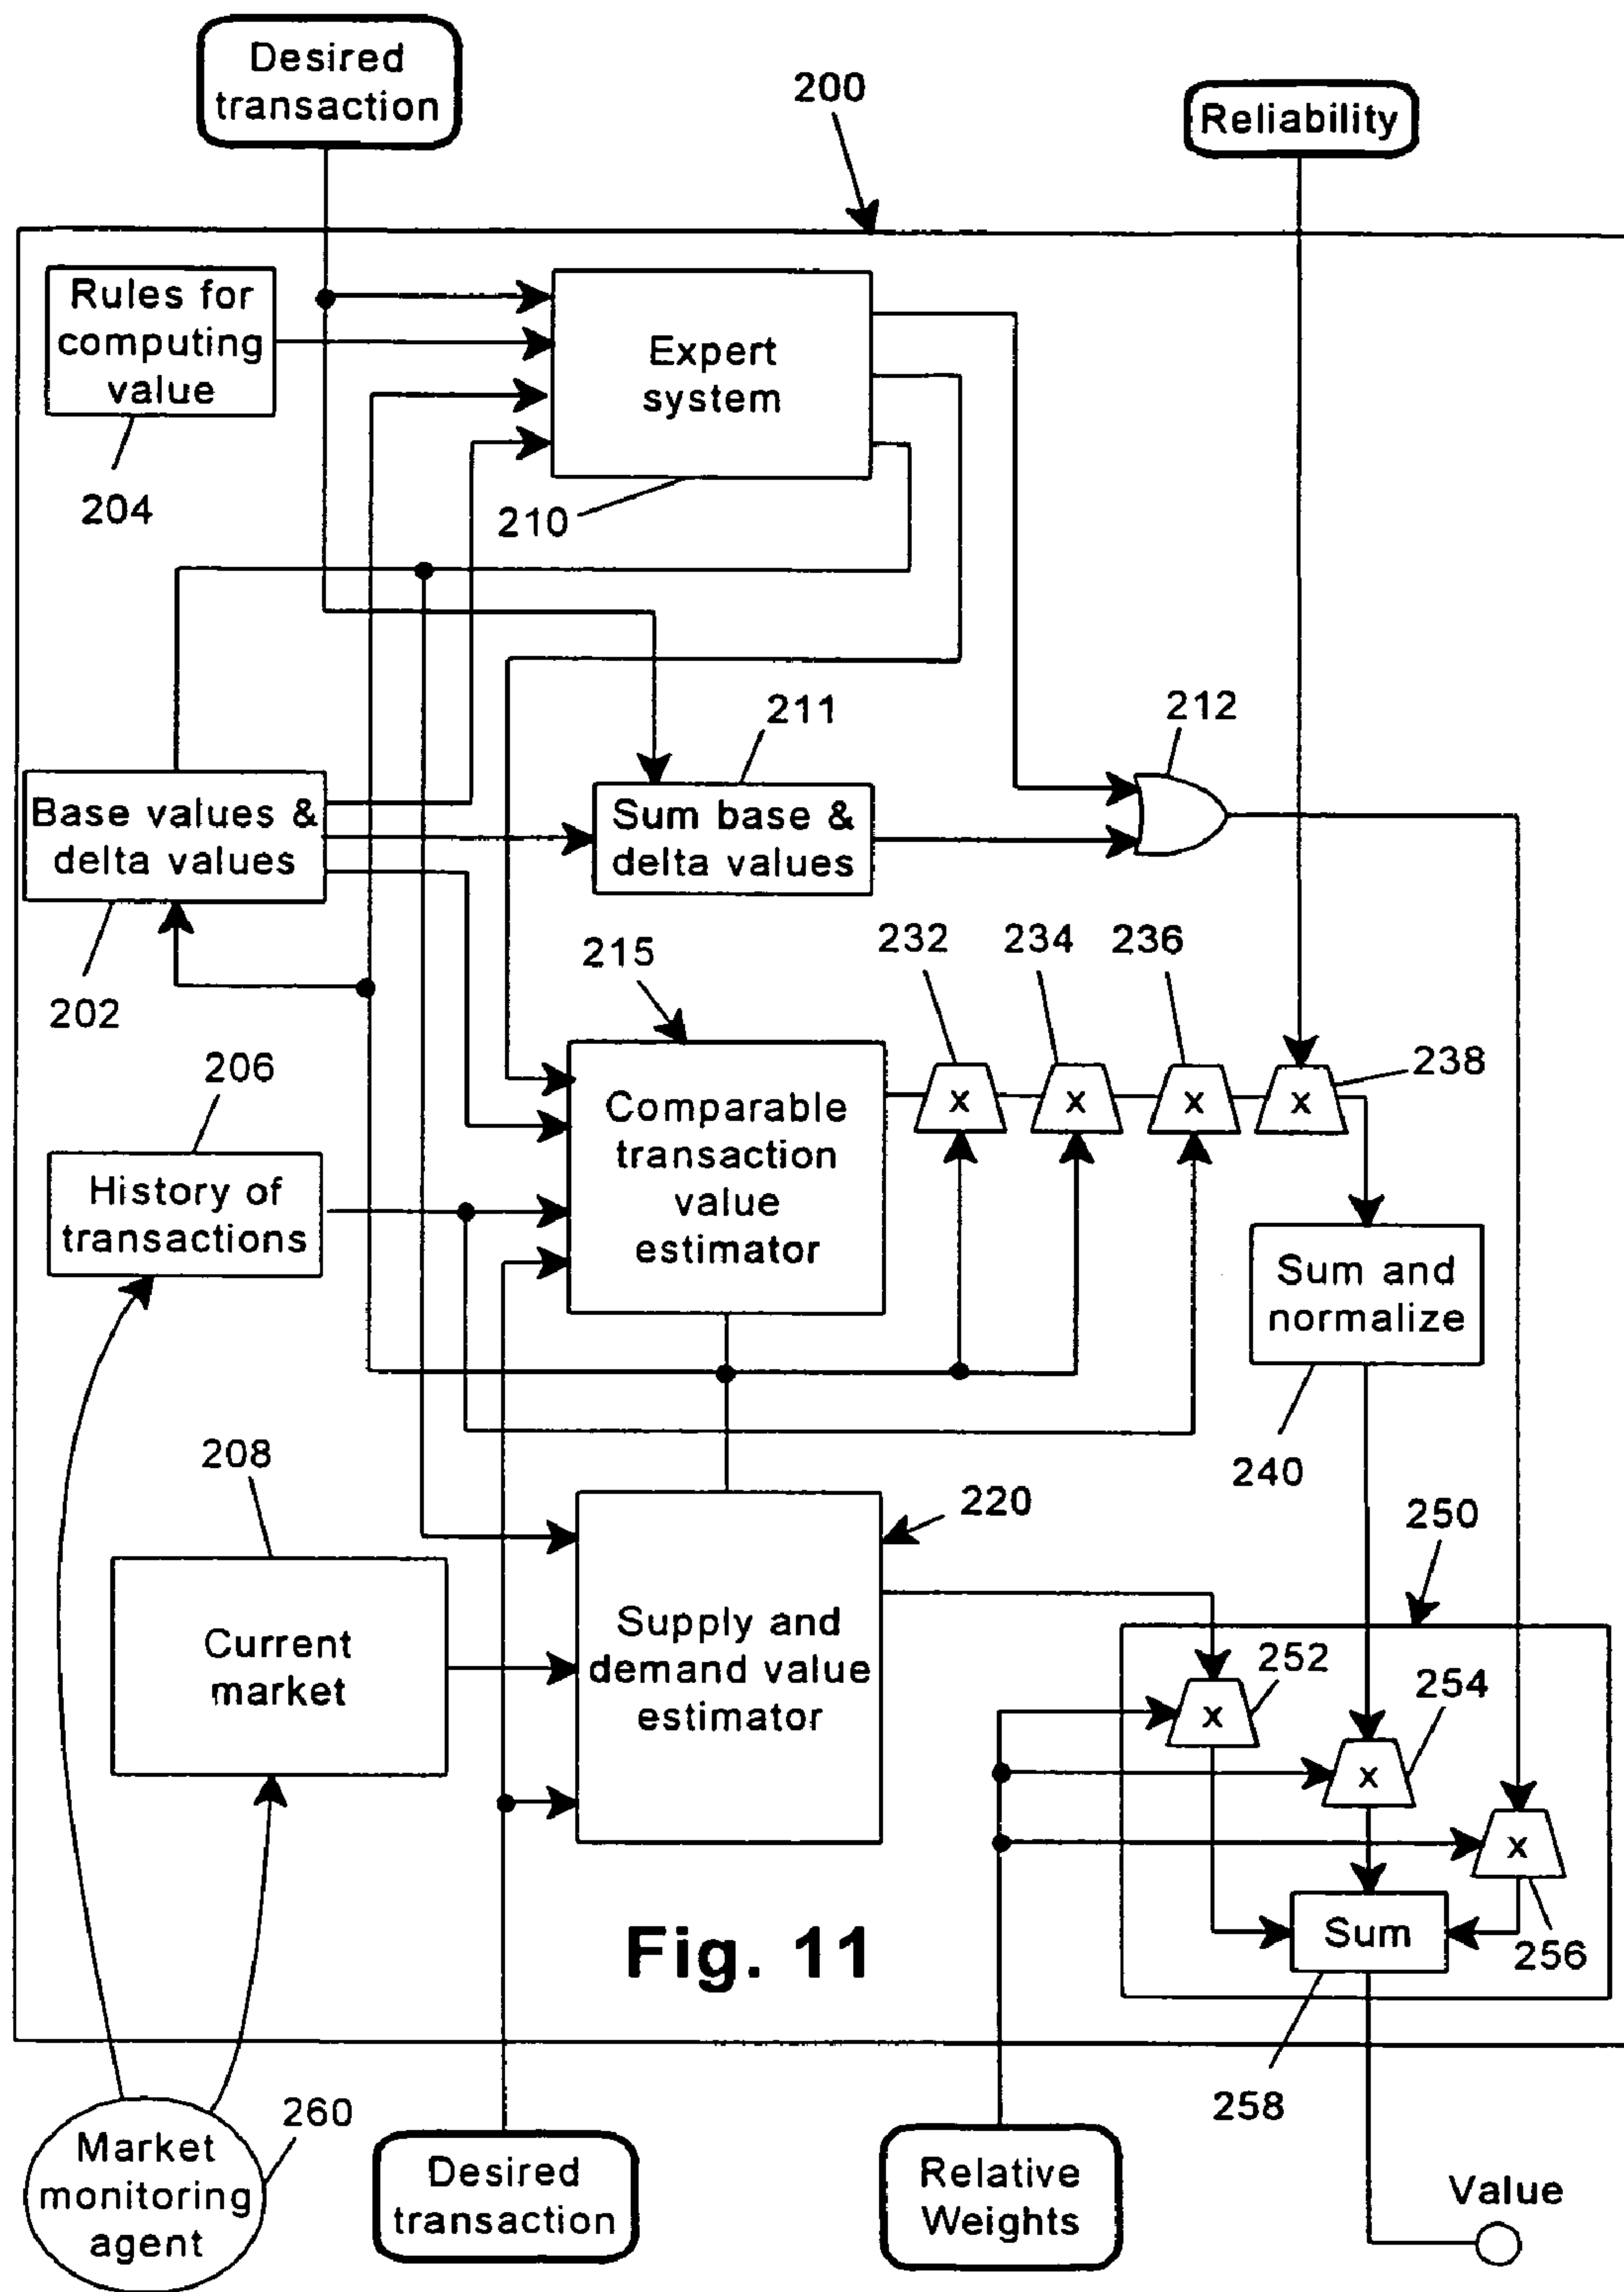 Desired
transaction
200
Reliability
Rules for
computing
value
204
Expert
system
210
211
212
Base values &
delta values
202
Sum base &
delta values
215
232
234
236
238
206
History of
transactions
Comparable
transaction
value
estimator
x
x
x
x
Sum and
normalize
240
208
Current
market
220
Supply and
demand value
estimator
250
252
x
254
x
x
256
Sum
258
Fig. 11
260
Market
monitoring
agent
Desired
transaction
Relative
Weights
Value